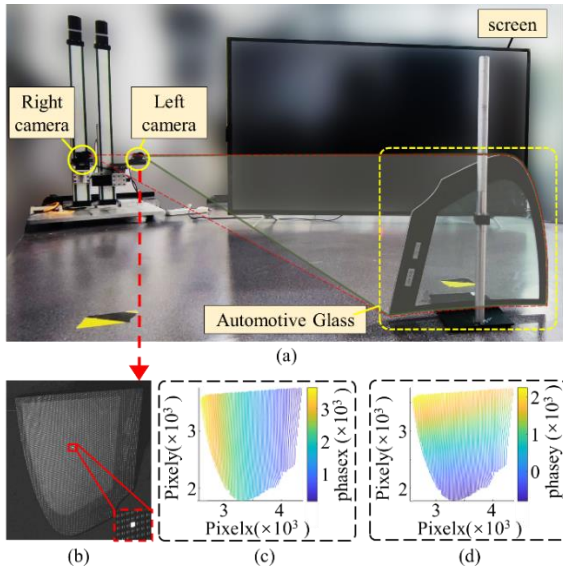 screen
Right
camera
Left
camera
Automotive Glass
(a)
Pixely(×10³)
3
2
3
4
Pixelx(×10³)
3
2
1
phasex (×10³)
Pixely(×10³)
3
2
3
4
Pixelx(×10³)
2
1
0
phasey (×10³)
(b)
(c)
(d)